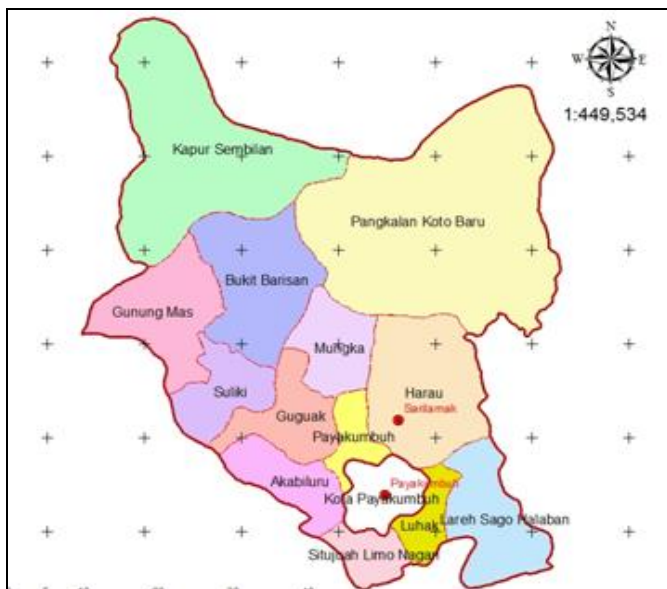 N
W E
S
1:449,534
Kapur Sembilan
Pangkalan Koto Baru
Bukit Barisan
Gunung Mas
Mungka
Suliki
Harau
Sarilamak
Guguak
Payakumbuh
Akabiluru
Payakumbuh
Kota Payakumbuh
Luhak
Lareh Sago Halaban
Situjuah Limo Nagari